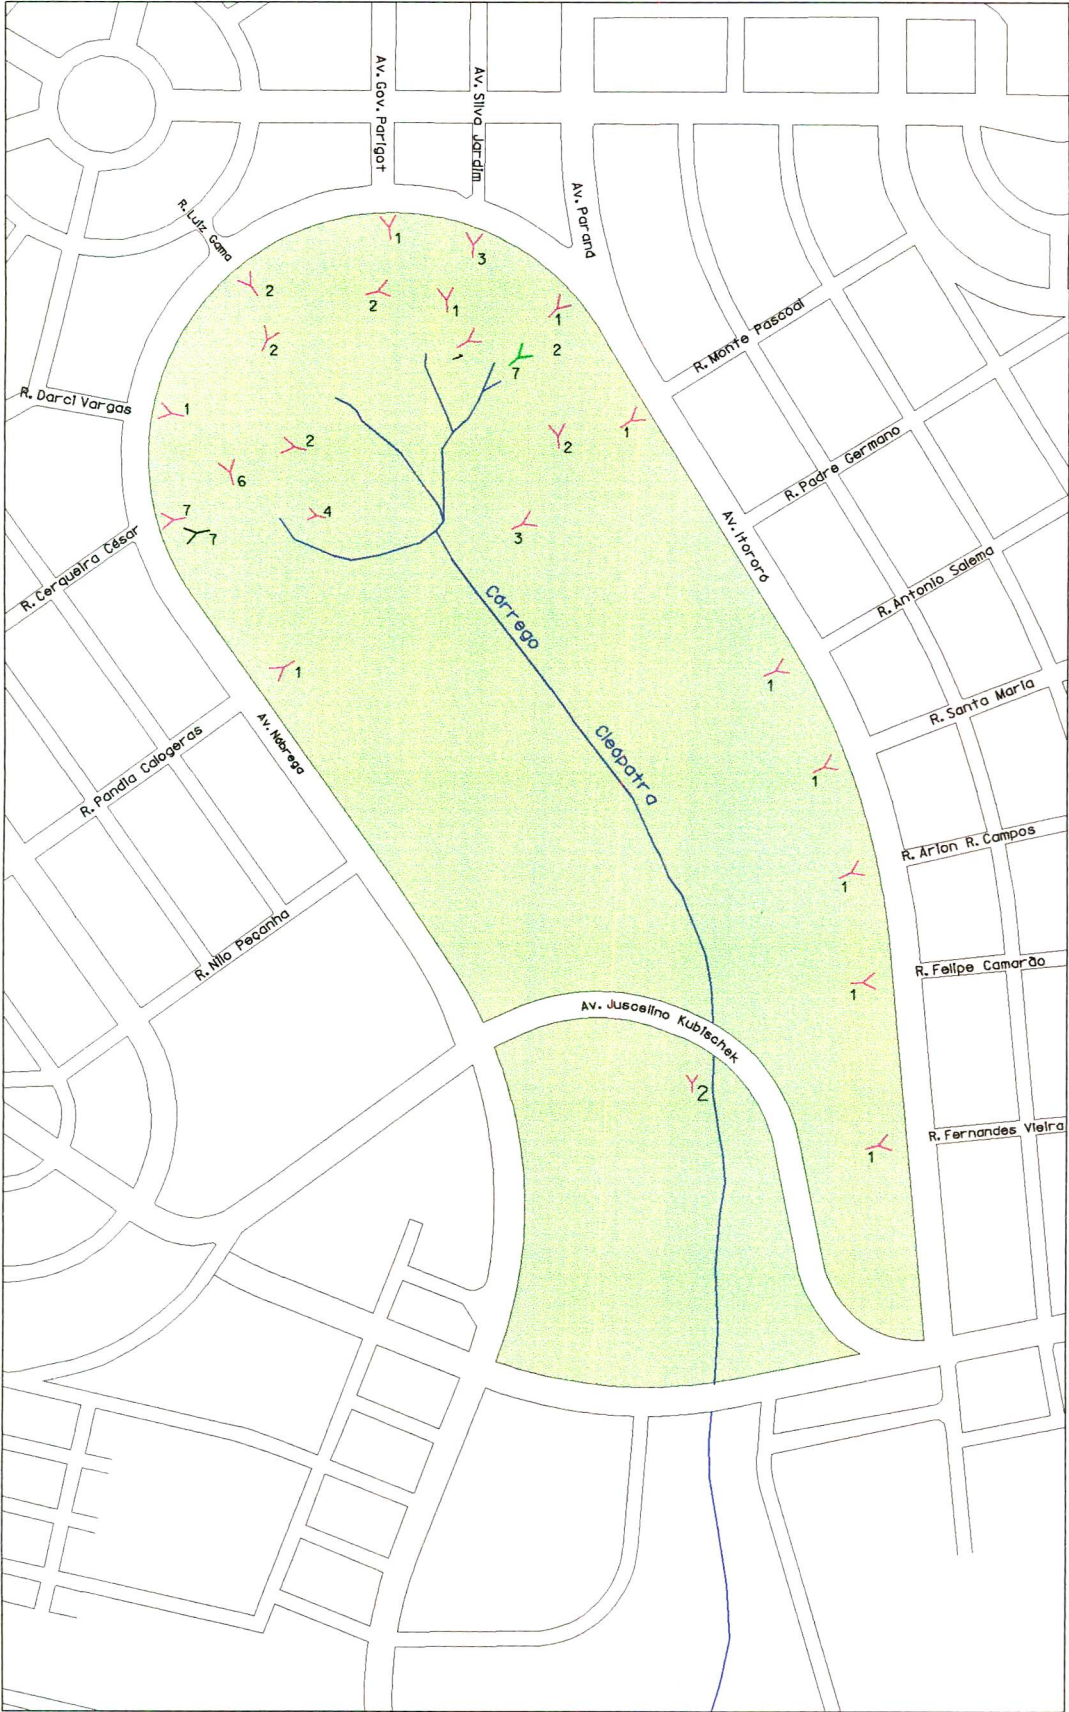 Av. Gov. Parigot
Av. Silva Jardim
Av. Paraná
R. Luiz Gama
1
3
2
2
1
1
2
2
1
7
R. Monte Pascoal
R. Darci Vargas
1
2
2
1
R. Padre Germano
6
7
4
3
7
Av. Itororó
R. Cerqueira César
R. Antonio Salema
Córrego
1
1
R. Santa Maria
Av. Nóbrega
R. Pandia Calogeras
Cleópatra
1
R. Arion R. Campos
1
R. Nilo Peçanha
R. Felipe Camarão
1
Av. Juscelino Kubischek
2
R. Fernandes Vieira
1